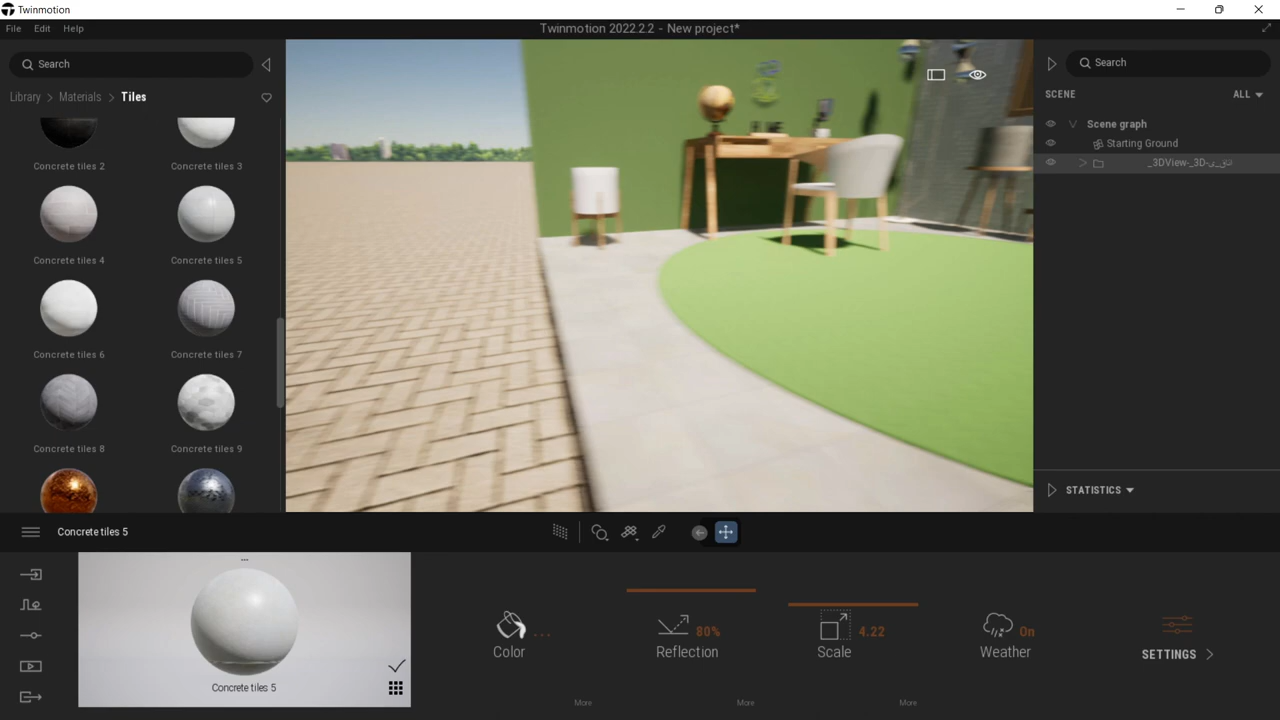 Twinmotion
File Edit Help
Twinmotion 2022.2.2 - New project*
Search
Library > Materials > Tiles
Concrete tiles 2
Concrete tiles 3
Concrete tiles 4
Concrete tiles 5
Concrete tiles 6
Concrete tiles 7
Concrete tiles 8
Concrete tiles 9
Search
SCENE
ALL
Scene graph
Starting Ground
STATISTICS
Concrete tiles 5
...
Concrete tiles 5
...
Color
80%
Reflection
4.22
Scale
On
Weather
SETTINGS >
More
More
More